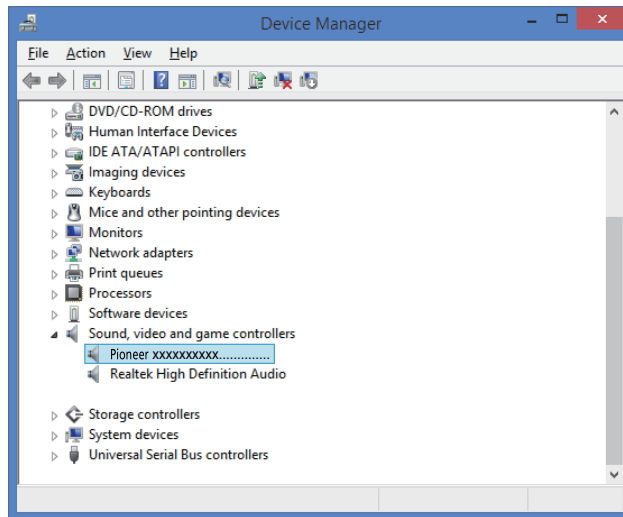 Device Manager
File Action View Help
DVD/CD-ROM drives
Human Interface Devices
IDE ATA/ATAPI controllers
Imaging devices
Keyboards
Mice and other pointing devices
Monitors
Network adapters
Print queues
Processors
Software devices
Sound, video and game controllers
Pioneer xxxxxxxxxx..............
Realtek High Definition Audio
Storage controllers
System devices
Universal Serial Bus controllers